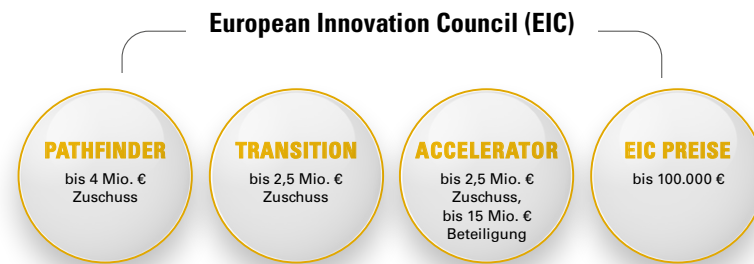 European Innovation Council (EIC)
PATHFINDER
bis 4 Mio. €
Zuschuss
TRANSITION
bis 2,5 Mio. €
Zuschuss
ACCELERATOR
bis 2,5 Mio. €
Zuschuss,
bis 15 Mio. €
Beteiligung
EIC PREISE
bis 100.000 €